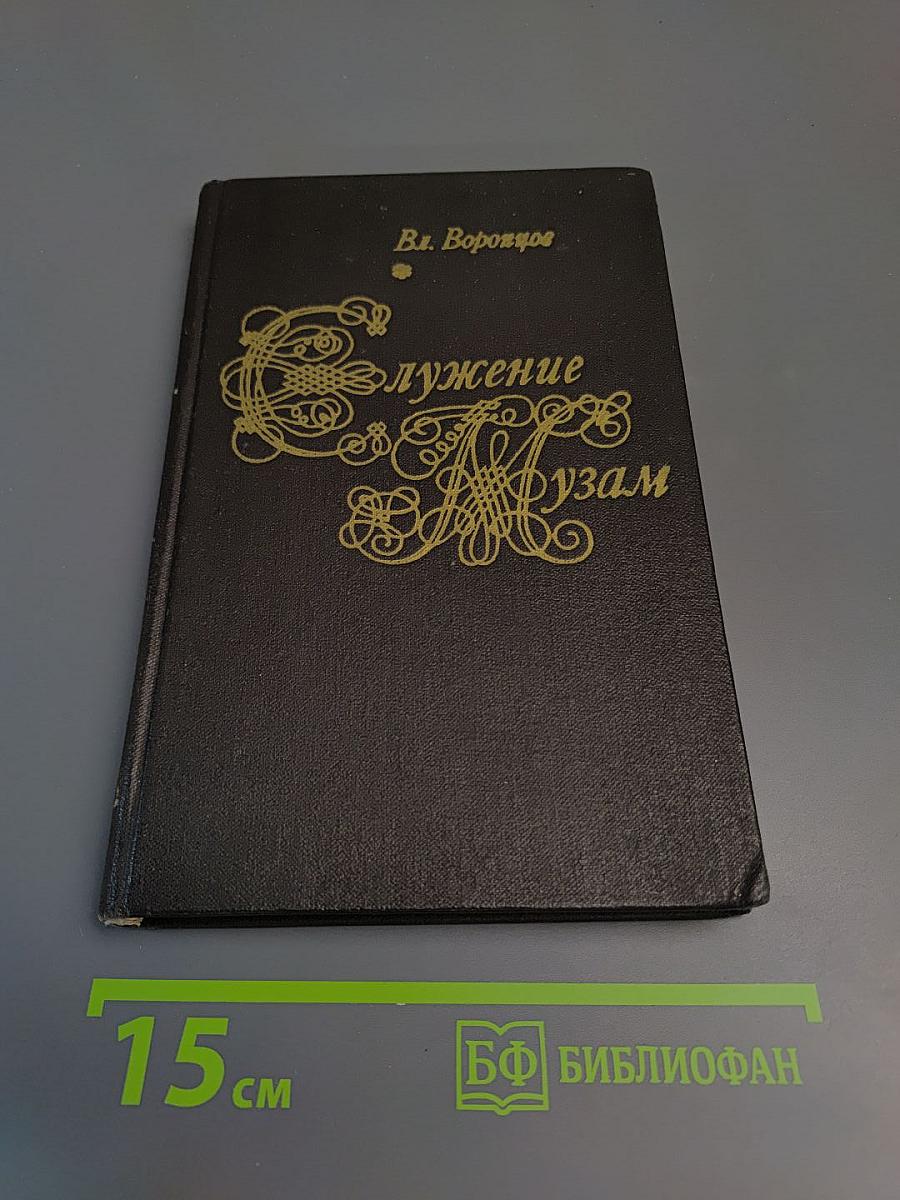 Вл. Воронцов
Служение
Музам
15 см
БФ БИБЛИОФАН